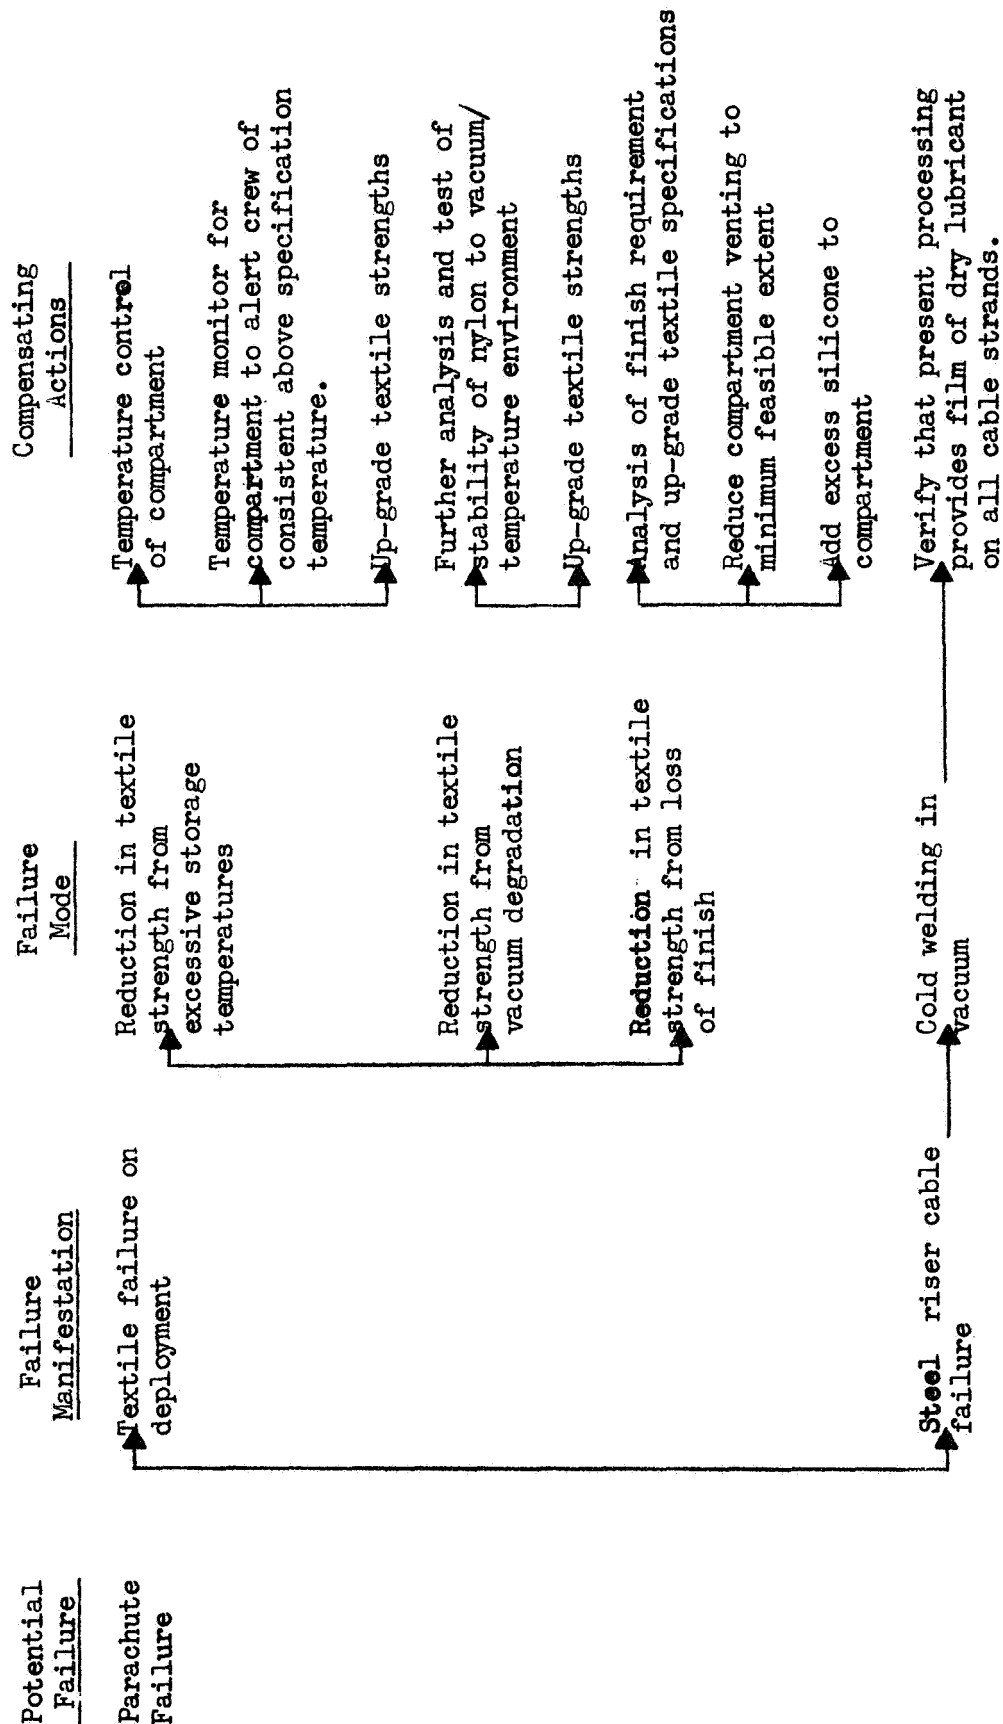 Potential
Failure
Failure
Manifestation
Failure
Mode
Compensating
Actions
Parachute
Failure
Textile failure on
deployment
Reduction in textile
strength from
excessive storage
temperatures
Temperature control
of compartment
Temperature monitor for
compartment to alert crew of
consistent above specification
temperature.
Up-grade textile strengths
Reduction in textile
strength from
vacuum degradation
Further analysis and test of
stability of nylon to vacuum/
temperature environment
Up-grade textile strengths
Reduction in textile
strength from loss
of finish
Analysis of finish requirement
and up-grade textile specifications
Reduce compartment venting to
minimum feasible extent
Add excess silicone to
compartment
Steel riser cable
failure
Cold welding in
vacuum
Verify that present processing
provides film of dry lubricant
on all cable strands.